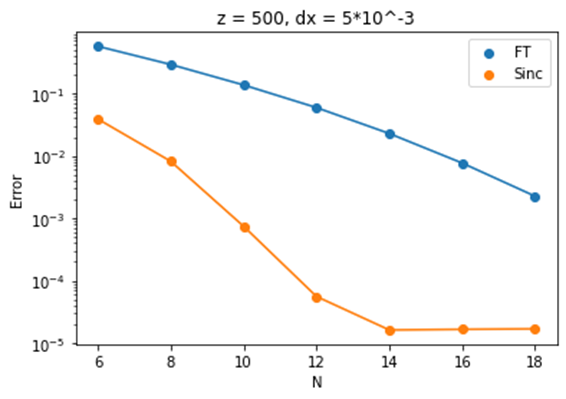 z = 500, dx = 5*10^-3
FT
Sinc
Error
10⁻¹
10⁻²
10⁻³
10⁻⁴
10⁻⁵
6 8 10 12 14 16 18
N